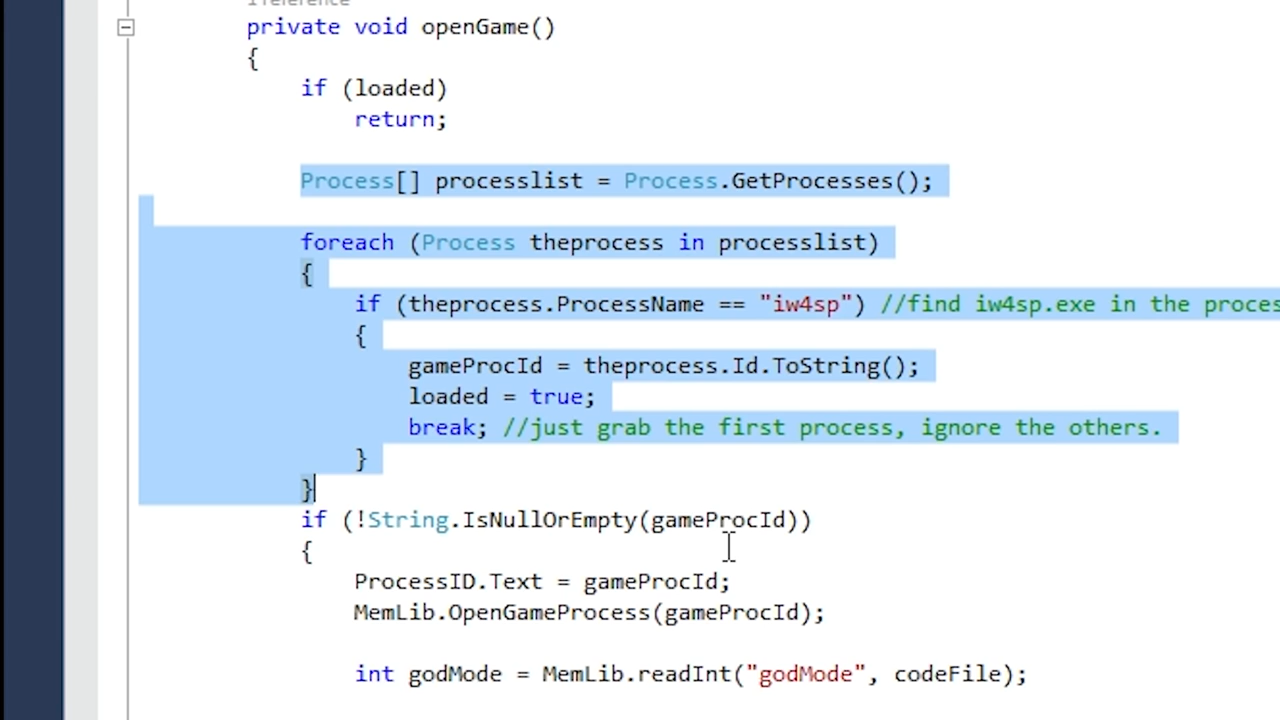 1 reference
private void openGame()
{
if (loaded)
return;
Process[] processlist = Process.GetProcesses();
foreach (Process theprocess in processlist)
{
if (theprocess.ProcessName == "iw4sp") //find iw4sp.exe in the proces
{
gameProcId = theprocess.Id.ToString();
loaded = true;
break; //just grab the first process, ignore the others.
}
}
if (!String.IsNullOrEmpty(gameProcId))
{
ProcessID.Text = gameProcId;
MemLib.OpenGameProcess(gameProcId);
int godMode = MemLib.readInt("godMode", codeFile);